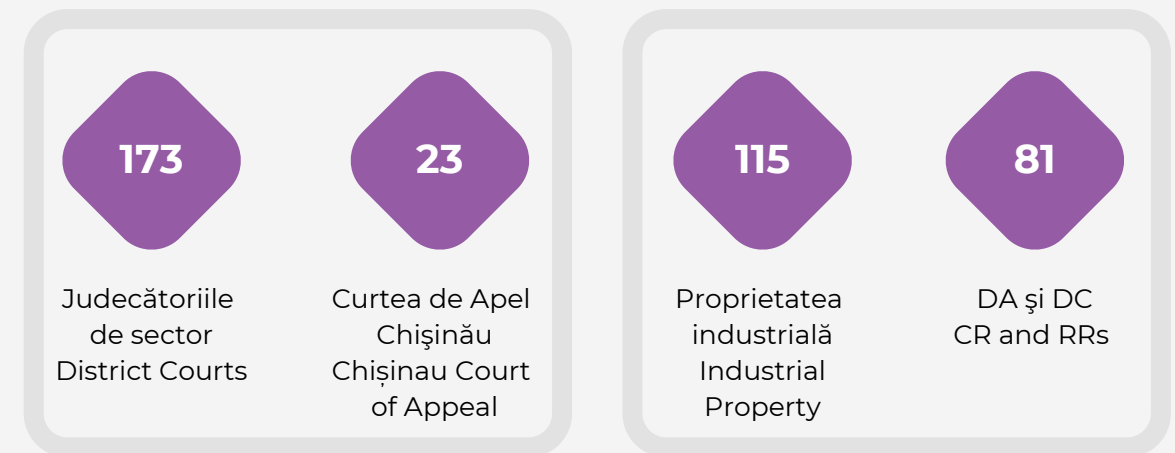 173
Judecătoriile
de sector
District Courts
23
Curtea de Apel
Chişinău
Chișinau Court
of Appeal
115
Proprietatea
industrială
Industrial
Property
81
DA şi DC
CR and RRs